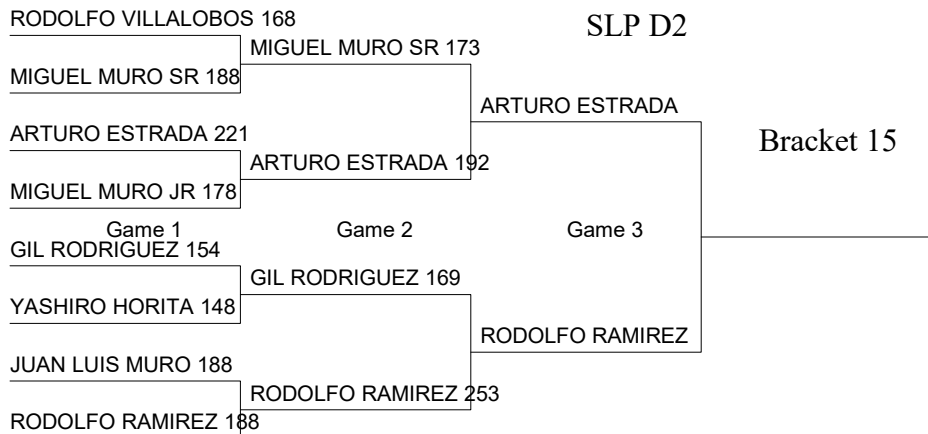 RODOLFO VILLALOBOS 168
SLP D2
MIGUEL MURO SR 173
MIGUEL MURO SR 188
ARTURO ESTRADA
ARTURO ESTRADA 221
Bracket 15
ARTURO ESTRADA 192
MIGUEL MURO JR 178
Game 1
Game 2
Game 3
GIL RODRIGUEZ 154
GIL RODRIGUEZ 169
YASHIRO HORITA 148
RODOLFO RAMIREZ
JUAN LUIS MURO 188
RODOLFO RAMIREZ 253
RODOLFO RAMIREZ 188